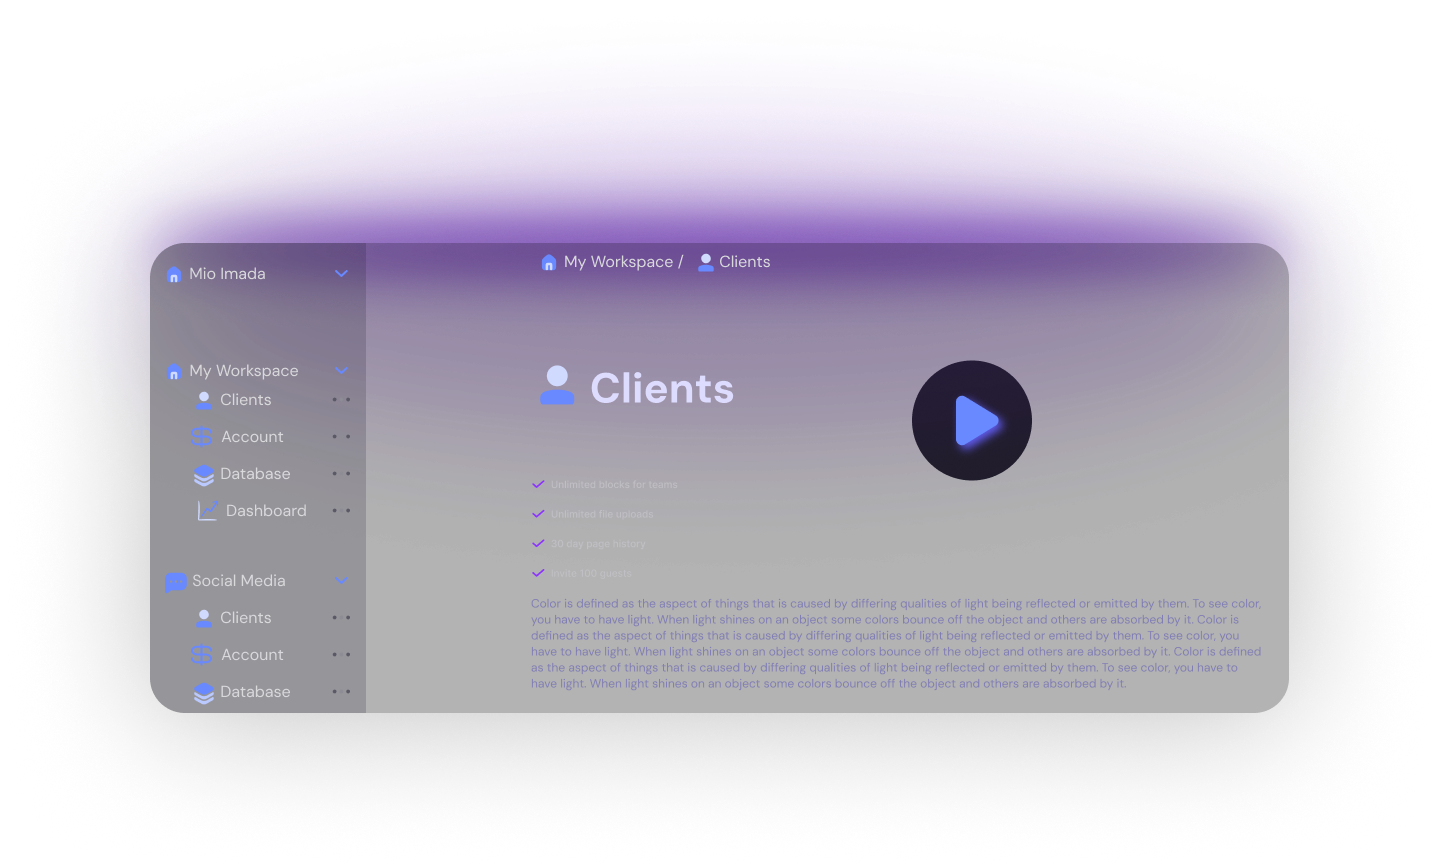 Mio Imada
My Workspace
Clients
Account
Database
Dashboard
Social Media
Clients
Account
Database
My Workspace / Clients
Clients
Unlimited blocks for teams
Unlimited file uploads
30 day page history
Invite 100 guests
Color is defined as the aspect of things that is caused by differing qualities of light being reflected or emitted by them. To see color,
you have to have light. When light shines on an object some colors bounce off the object and others are absorbed by it. Color is
defined as the aspect of things that is caused by differing qualities of light being reflected or emitted by them. To see color, you
have to have light. When light shines on an object some colors bounce off the object and others are absorbed by it. Color is defined
as the aspect of things that is caused by differing qualities of light being reflected or emitted by them. To see color, you have to
have light. When light shines on an object some colors bounce off the object and others are absorbed by it.